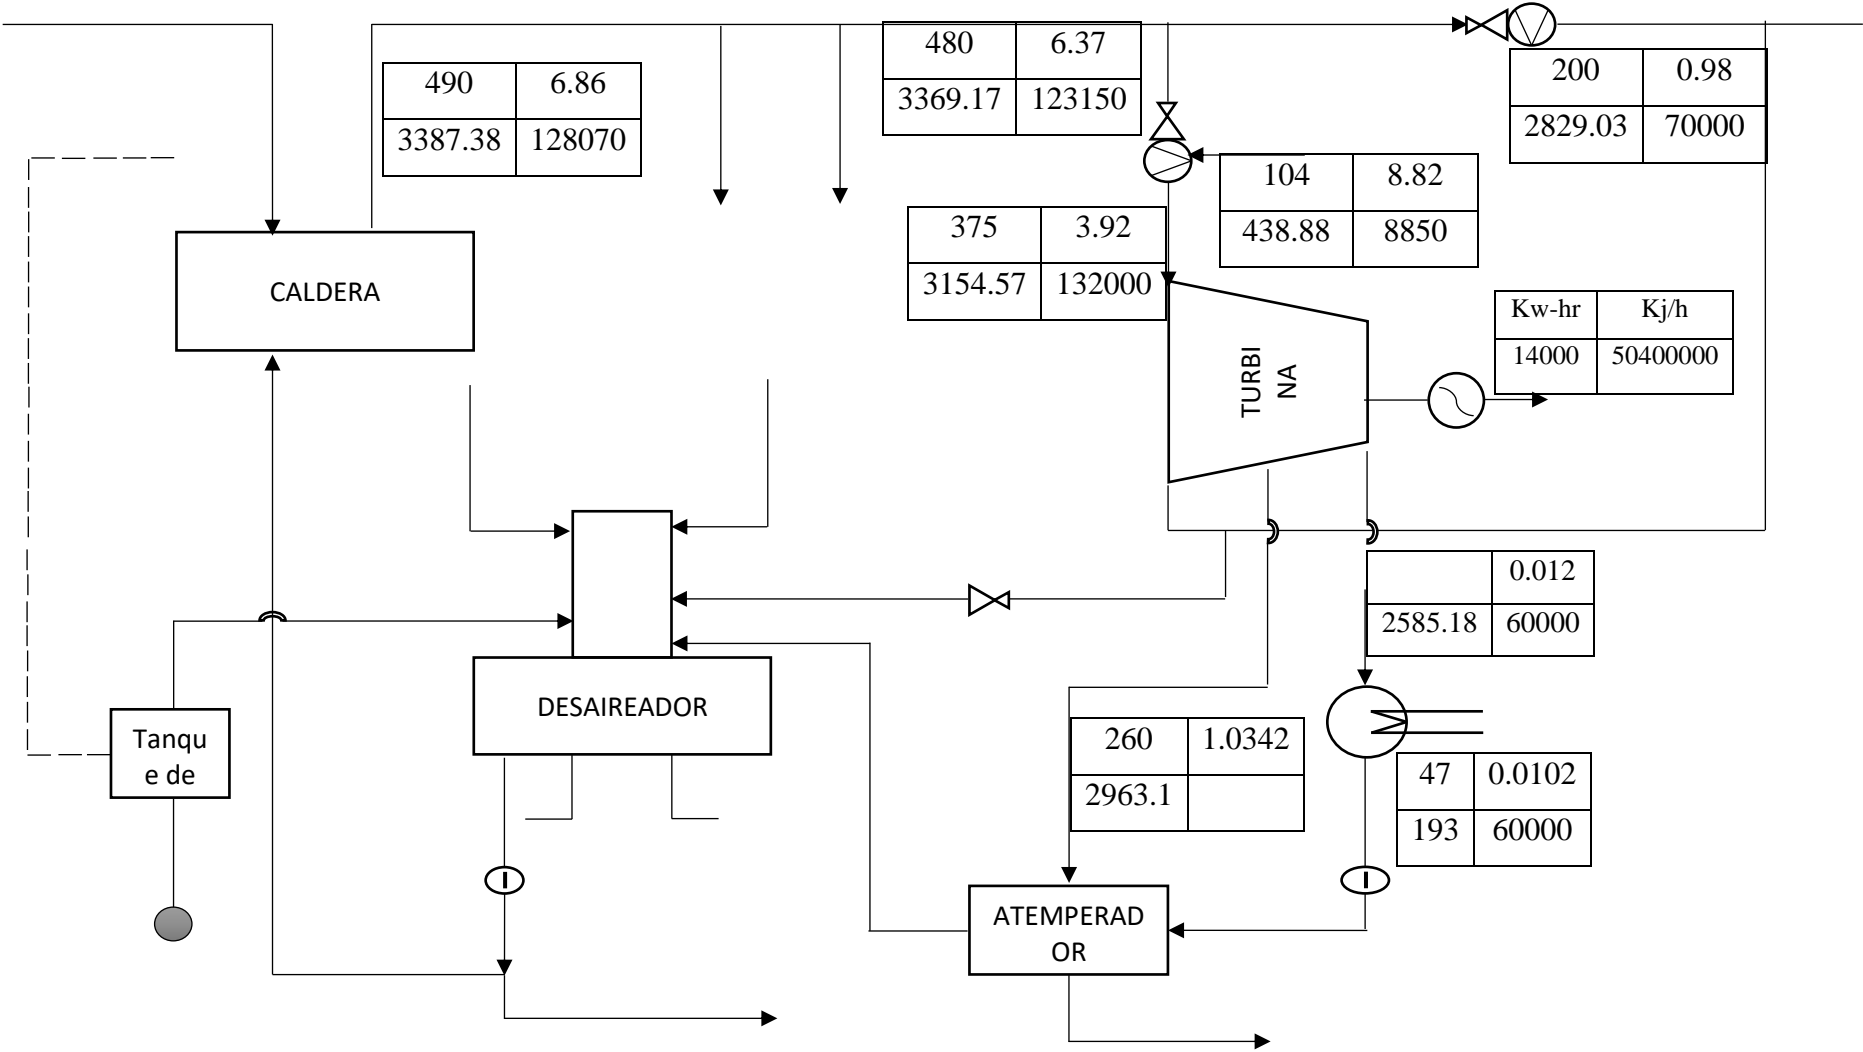 480 6.37
3369.17 123150
490 6.86
3387.38 128070
200 0.98
2829.03 70000
104 8.82
438.88 8850
375 3.92
3154.57 132000
CALDERA
Kw-hr Kj/h
14000 50400000
TURBI
NA
0.012
2585.18 60000
DESAIREADOR
Tanqu
e de
260 1.0342
2963.1
47 0.0102
193 60000
ATEMPERAD
OR